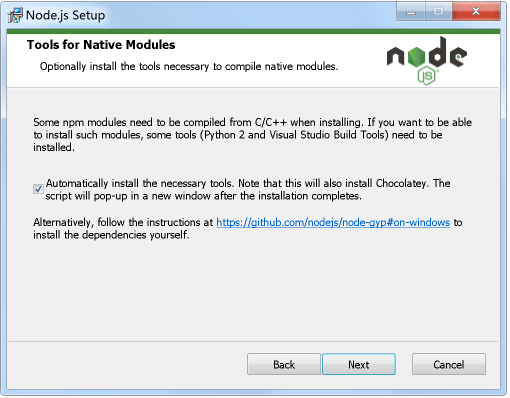 Node.js Setup
Tools for Native Modules
Optionally install the tools necessary to compile native modules.
node
JS
Some npm modules need to be compiled from C/C++ when installing. If you want to be able
to install such modules, some tools (Python 2 and Visual Studio Build Tools) need to be
installed.
Automatically install the necessary tools. Note that this will also install Chocolatey. The
script will pop-up in a new window after the installation completes.
Alternatively, follow the instructions at https://github.com/nodejs/node-gyp#on-windows to
install the dependencies yourself.
Back
Next
Cancel